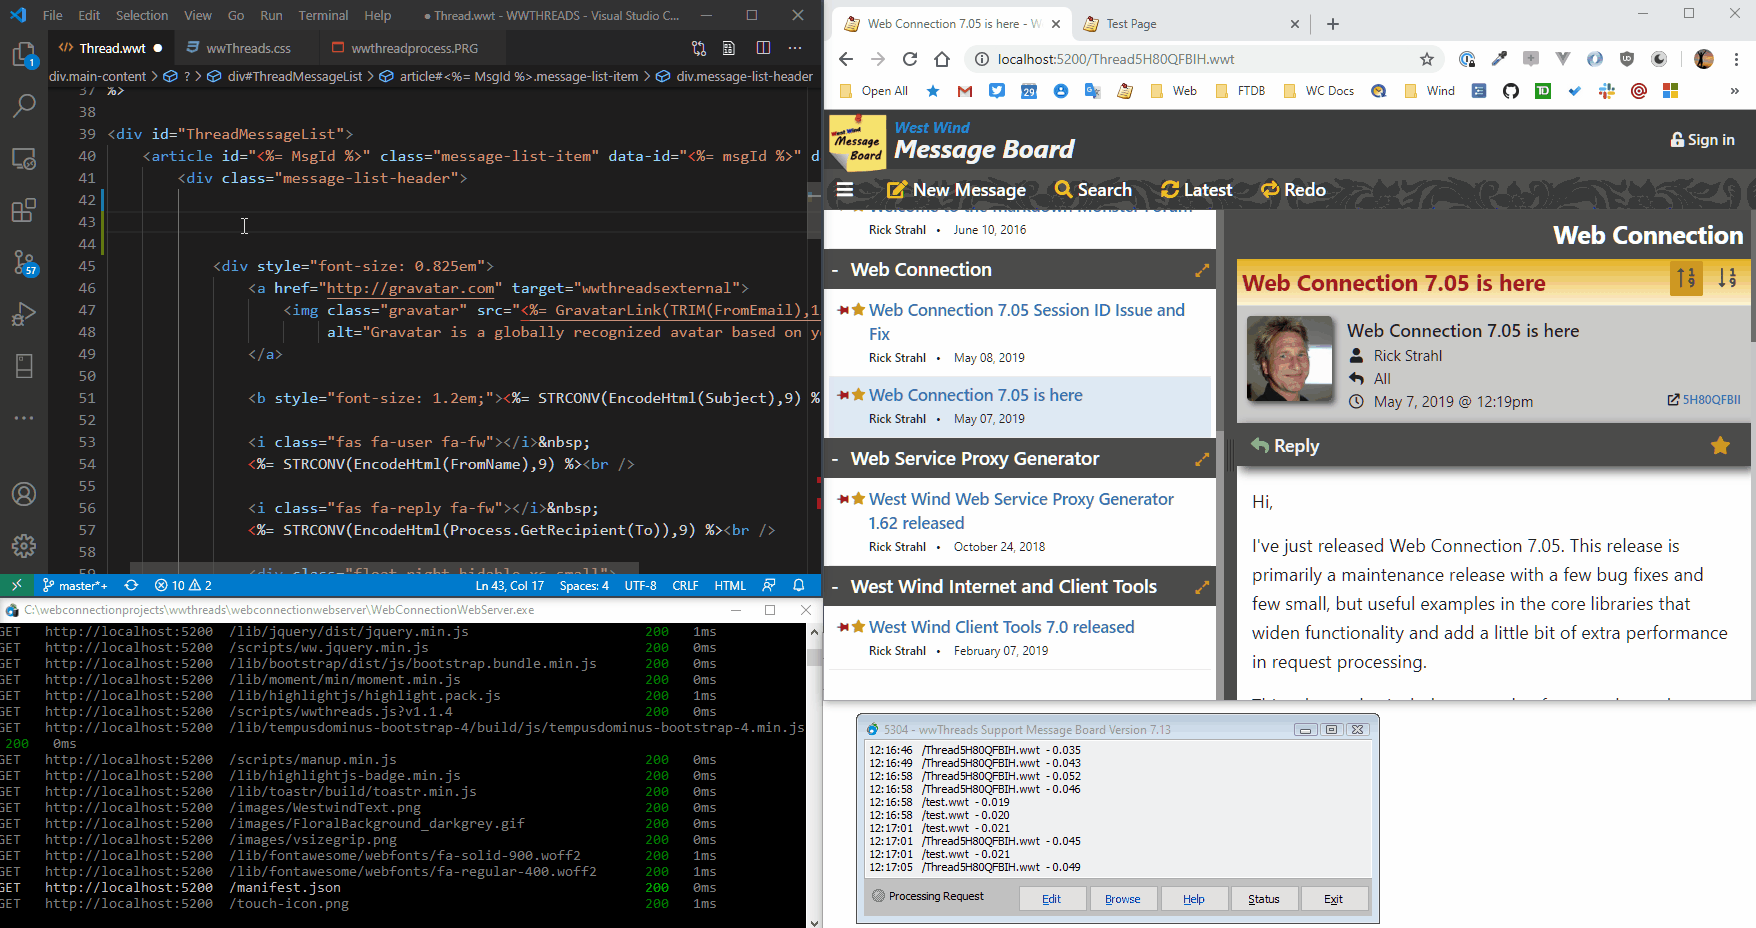 File Edit Selection View Go Run Terminal Help ● Thread.wwt - WWTHREADS - Visual Studio C...
Thread.wwt ● wwThreads.css wwthreadprocess.PRG
div.main-content > ? > div#ThreadMessageList > article#<%= MsgId %>.message-list-item > div.message-list-header
37 %>
38
39 <div id="ThreadMessageList">
40 <article id="<%= MsgId %>" class="message-list-item" data-id="<%= msgId %>" d
41 <div class="message-list-header">
42
43
44
45 <div style="font-size: 0.825em">
46 <a href="http://gravatar.com" target="wwthreadsexternal">
47 <img class="gravatar" src="<%= GravatarLink(TRIM(FromEmail),1
48 alt="Gravatar is a globally recognized avatar based on y
49 </a>
50
51 <b style="font-size: 1.2em;"><%= STRCONV(EncodeHtml(Subject),9) %
52
53 <i class="fas fa-user fa-fw"></i>&nbsp;
54 <%= STRCONV(EncodeHtml(FromName),9) %><br />
55
56 <i class="fas fa-reply fa-fw"></i>&nbsp;
57 <%= STRCONV(EncodeHtml(Process.GetRecipient(To)),9) %><br />
58
1
57
master*+ 10 2 Ln 43, Col 17 Spaces: 4 UTF-8 CRLF HTML
C:\webconnectionprojects\wwthreads\webconnectionwebserver\WebConnectionWebServer.exe
GET http://localhost:5200 /lib/jquery/dist/jquery.min.js 200 1ms
GET http://localhost:5200 /scripts/ww.jquery.min.js 200 0ms
GET http://localhost:5200 /lib/bootstrap/dist/js/bootstrap.bundle.min.js 200 0ms
GET http://localhost:5200 /lib/moment/min/moment.min.js 200 0ms
GET http://localhost:5200 /lib/highlightjs/highlight.pack.js 200 1ms
GET http://localhost:5200 /scripts/wwthreads.js?v1.1.4 200 0ms
GET http://localhost:5200 /lib/tempusdominus-bootstrap-4/build/js/tempusdominus-bootstrap-4.min.js
200 0ms
GET http://localhost:5200 /scripts/manup.min.js 200 0ms
GET http://localhost:5200 /lib/highlightjs-badge.min.js 200 0ms
GET http://localhost:5200 /lib/toastr/build/toastr.min.js 200 0ms
GET http://localhost:5200 /images/WestwindText.png 200 0ms
GET http://localhost:5200 /images/FloralBackground_darkgrey.gif 200 0ms
GET http://localhost:5200 /images/vsizegrip.png 200 0ms
GET http://localhost:5200 /lib/fontawesome/webfonts/fa-solid-900.woff2 200 1ms
GET http://localhost:5200 /lib/fontawesome/webfonts/fa-regular-400.woff2 200 1ms
GET http://localhost:5200 /manifest.json 200 0ms
GET http://localhost:5200 /touch-icon.png 200 1ms
Web Connection 7.05 is here - W Test Page
localhost:5200/Thread5H80QFBIH.wwt
Open All 29 Web FTDB WC Docs Wind »
West Wind Message Board
West Wind
Message Board
Sign in
New Message Search Latest Redo
Welcome to the Markdown Monster Forum
Rick Strahl • June 10, 2016
- Web Connection
Web Connection 7.05 Session ID Issue and
Fix
Rick Strahl • May 08, 2019
Web Connection 7.05 is here
Rick Strahl • May 07, 2019
- Web Service Proxy Generator
West Wind Web Service Proxy Generator
1.62 released
Rick Strahl • October 24, 2018
- West Wind Internet and Client Tools
West Wind Client Tools 7.0 released
Rick Strahl • February 07, 2019
Web Connection
Web Connection 7.05 is here
Web Connection 7.05 is here
Rick Strahl
All
May 7, 2019 @ 12:19pm 5H80QFBII
Reply
Hi,
I've just released Web Connection 7.05. This release is
primarily a maintenance release with a few bug fixes and
few small, but useful examples in the core libraries that
widen functionality and add a little bit of extra performance
in request processing.
5304 - wwThreads Support Message Board Version 7.13
12:16:46 /Thread5H80QFBIH.wwt - 0.035
12:16:49 /Thread5H80QFBIH.wwt - 0.043
12:16:58 /Thread5H80QFBIH.wwt - 0.052
12:16:58 /Thread5H80QFBIH.wwt - 0.046
12:16:58 /test.wwt - 0.019
12:16:58 /test.wwt - 0.020
12:17:01 /test.wwt - 0.021
12:17:01 /Thread5H80QFBIH.wwt - 0.045
12:17:01 /test.wwt - 0.021
12:17:05 /Thread5H80QFBIH.wwt - 0.049
Processing Request Edit Browse Help Status Exit